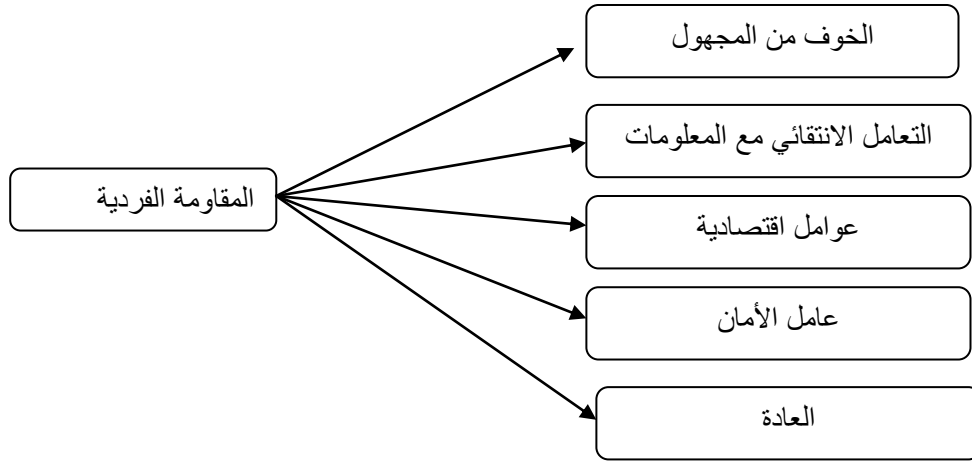 المقاومة الفردية
الخوف من المجهول
التعامل الانتقائي مع المعلومات
عوامل اقتصادية
عامل الأمان
العادة